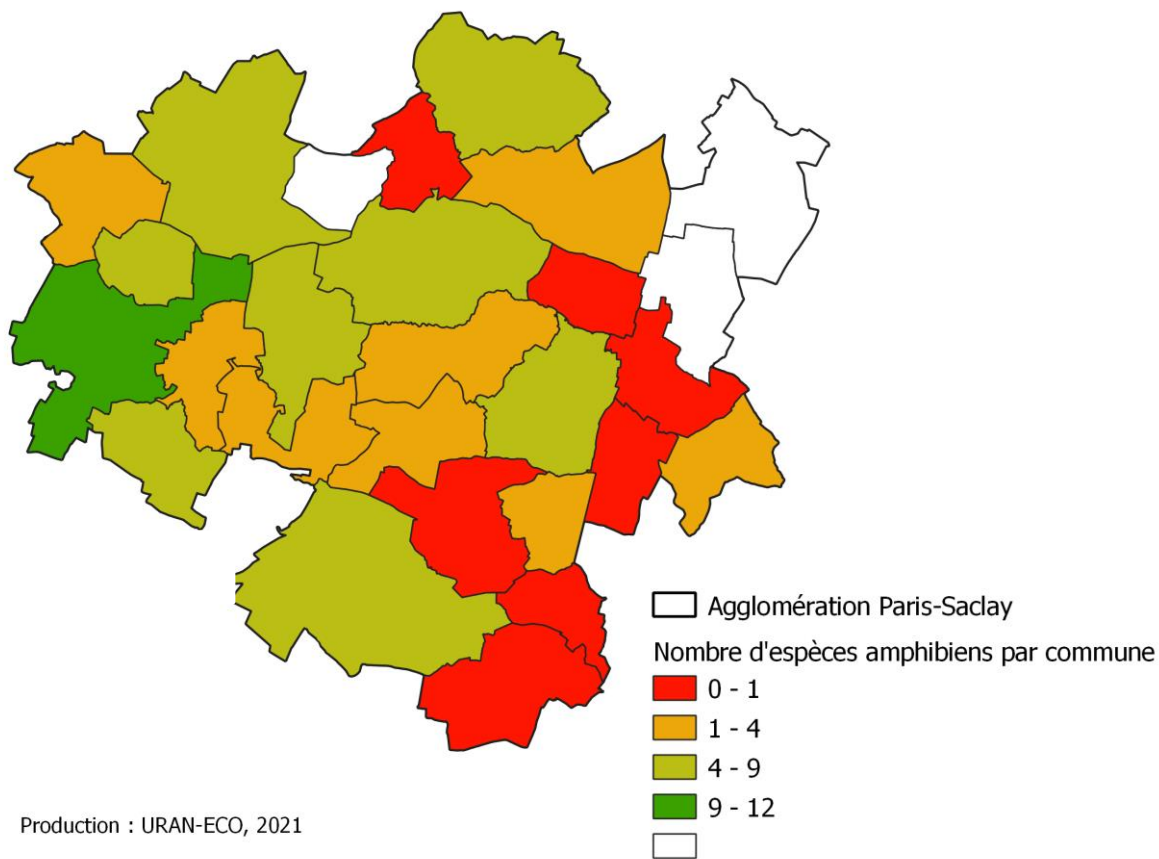 Agglomération Paris-Saclay
Nombre d'espèces amphibiens par commune
0 - 1
1 - 4
4 - 9
9 - 12
Production : URAN-ECO, 2021